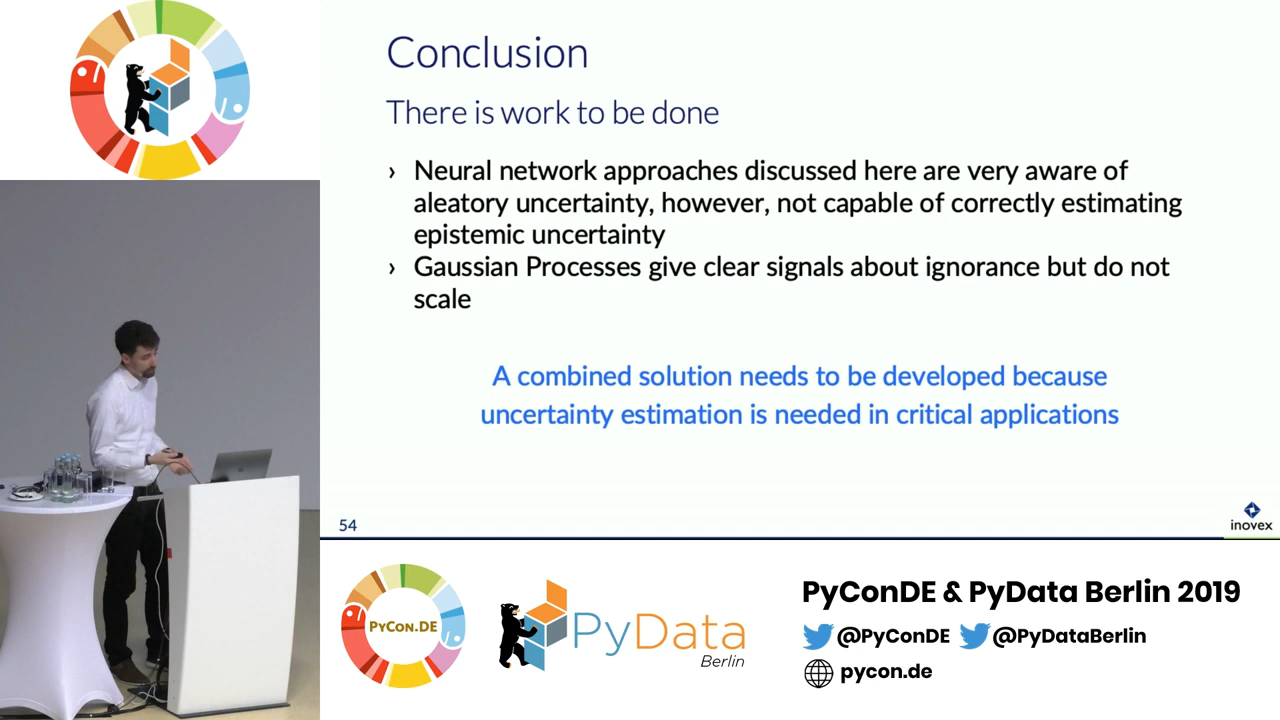 Conclusion
There is work to be done
› Neural network approaches discussed here are very aware of
aleatory uncertainty, however, not capable of correctly estimating
epistemic uncertainty
› Gaussian Processes give clear signals about ignorance but do not
scale
A combined solution needs to be developed because
uncertainty estimation is needed in critical applications
54
inovex
PYCON.DE
PyData
Berlin
PyConDE & PyData Berlin 2019
@PyConDE @PyDataBerlin
pycon.de